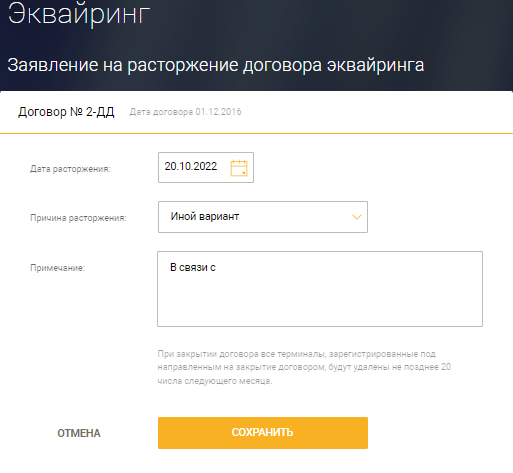 Эквайринг
Заявление на расторжение договора эквайринга
Договор № 2-ДД Дата договора 01.12.2016
Дата расторжения: 20.10.2022
Причина расторжения: Иной вариант
Примечание: В связи с
При закрытии договора все терминалы, зарегистрированные под
направленным на закрытие договором, будут удалены не позднее 20
числа следующего месяца.
ОТМЕНА СОХРАНИТЬ